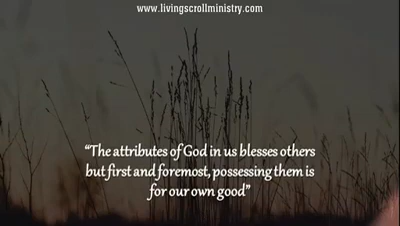 www.livingscrollministry.com
“The attributes of God in us blesses others
but first and foremost, possessing them is
for our own good”